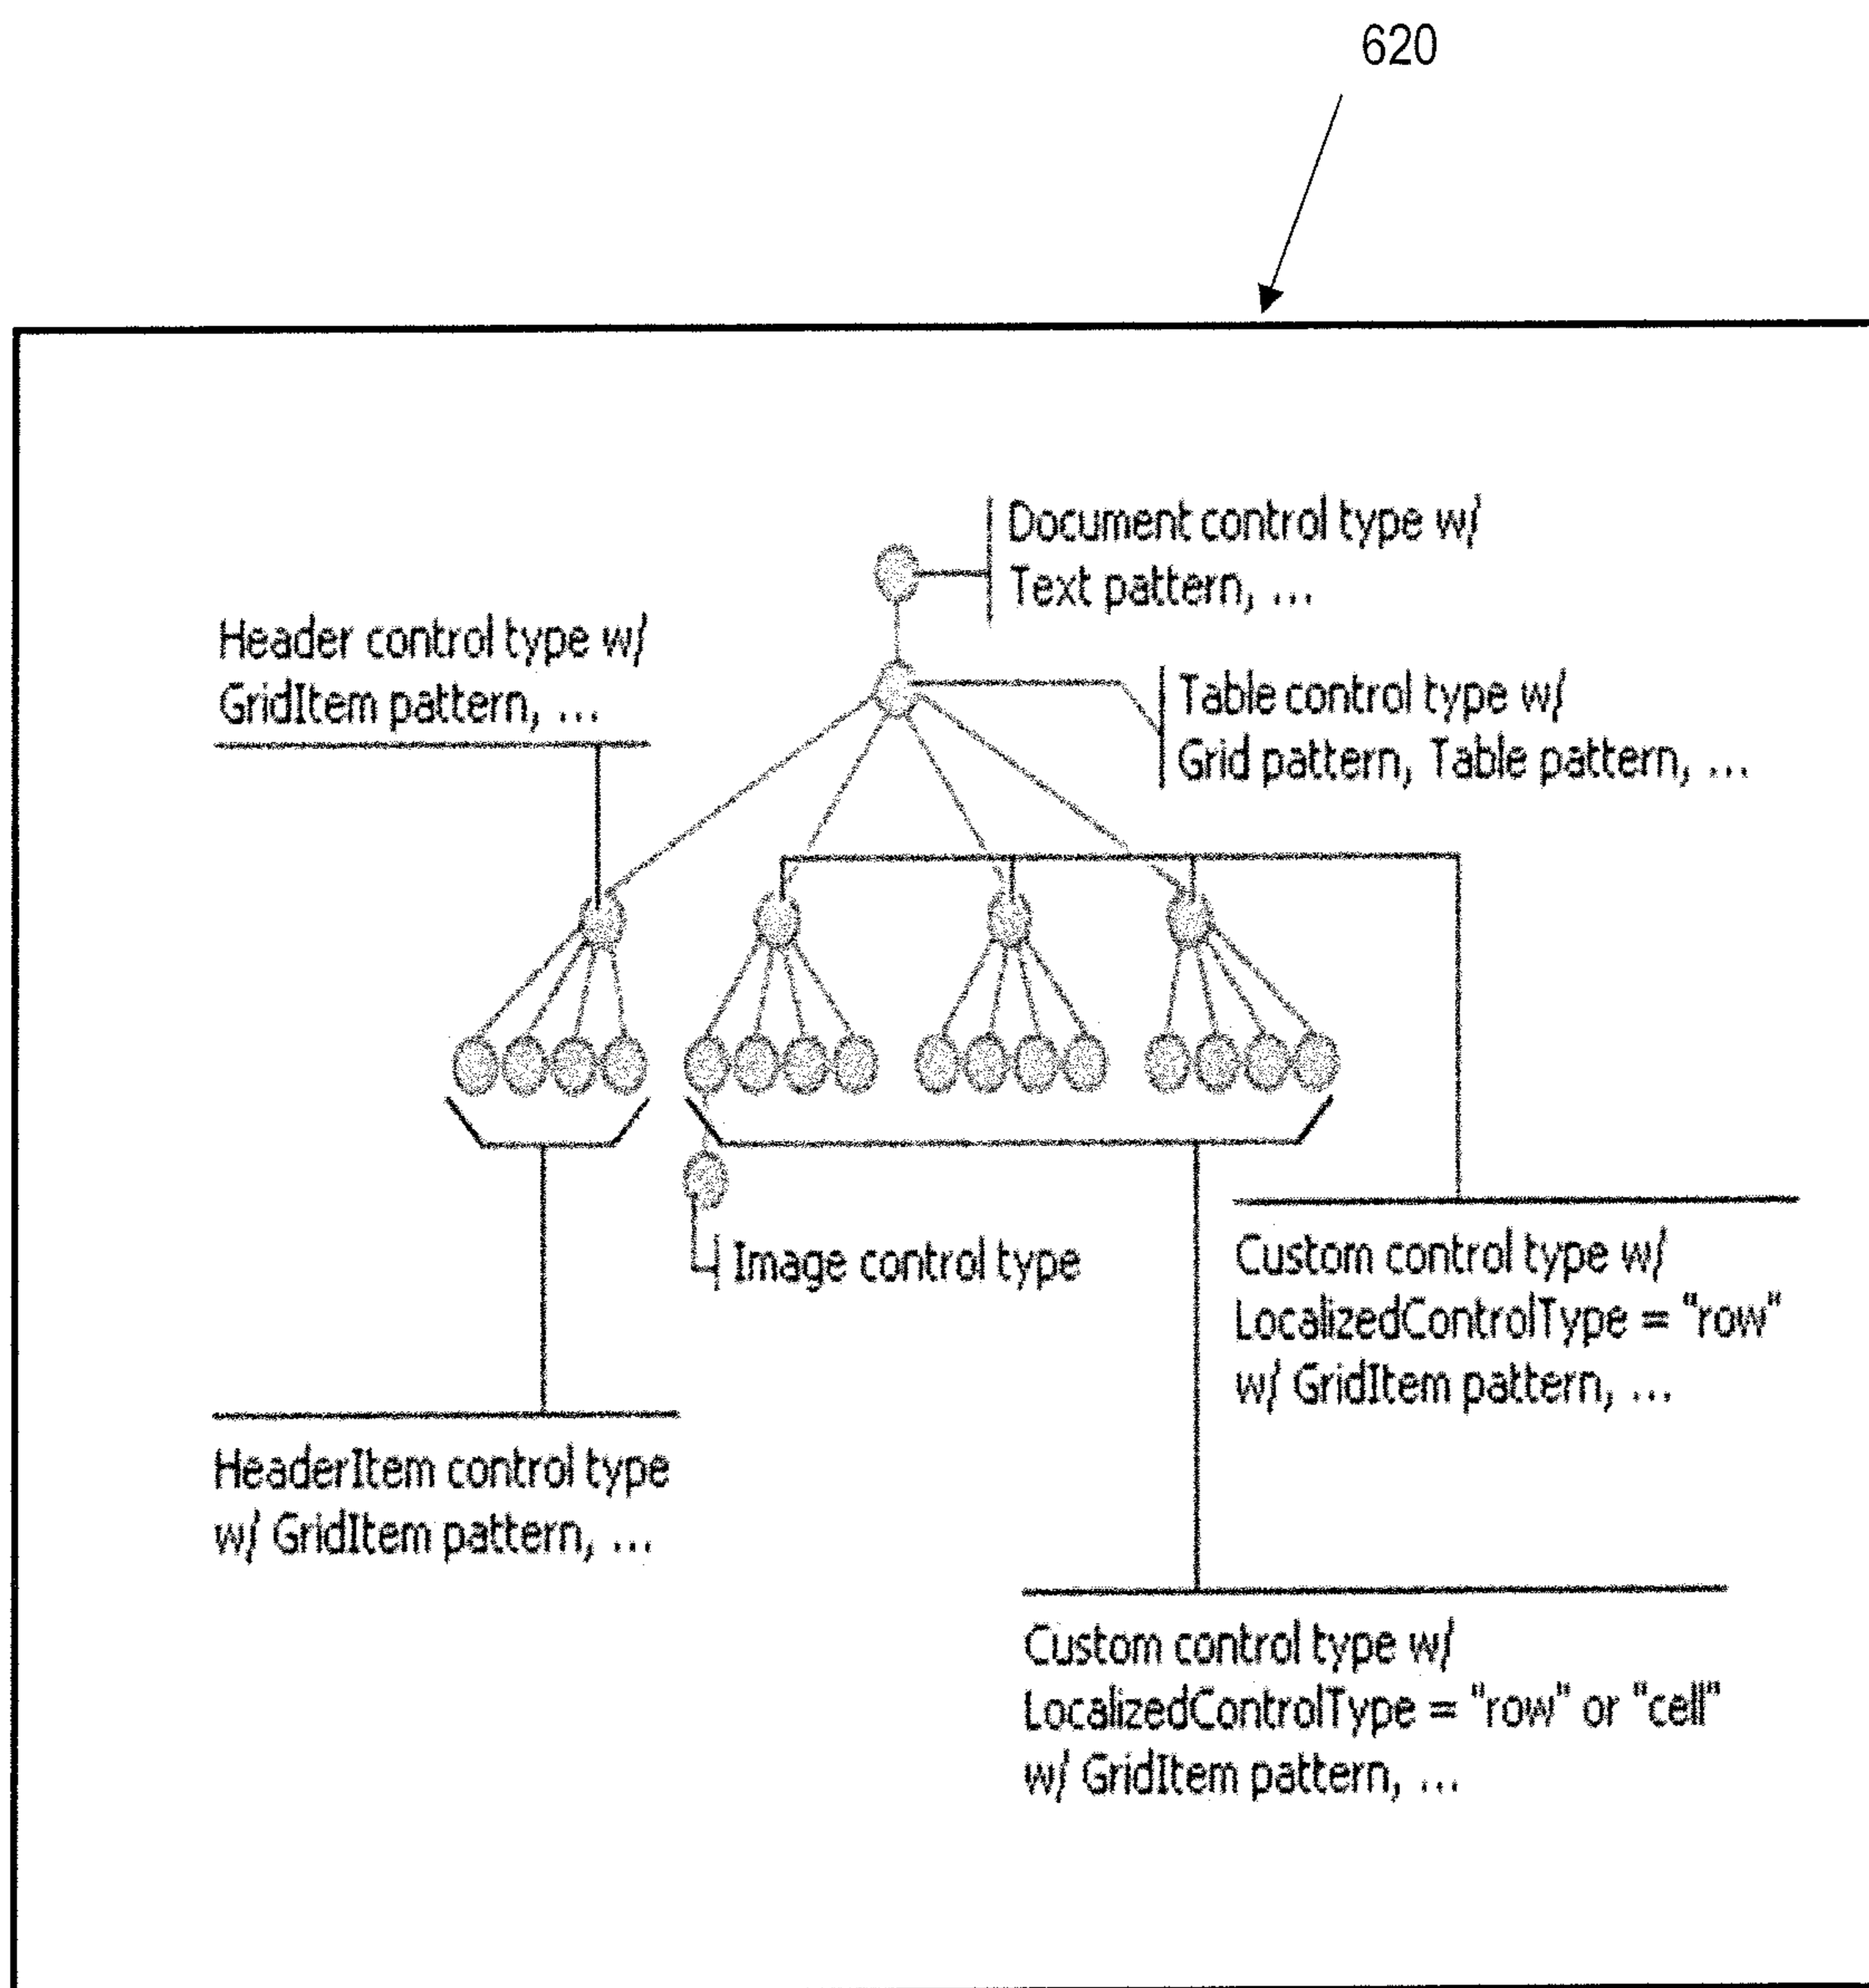 620
Document control type w/
Text pattern, ...
Header control type w/
GridItem pattern, ...
Table control type w/
Grid pattern, Table pattern, ...
Image control type
Custom control type w/
LocalizedControlType = "row"
w/ GridItem pattern, ...
HeaderItem control type
w/ GridItem pattern, ...
Custom control type w/
LocalizedControlType = "row" or "cell"
w/ GridItem pattern, ...